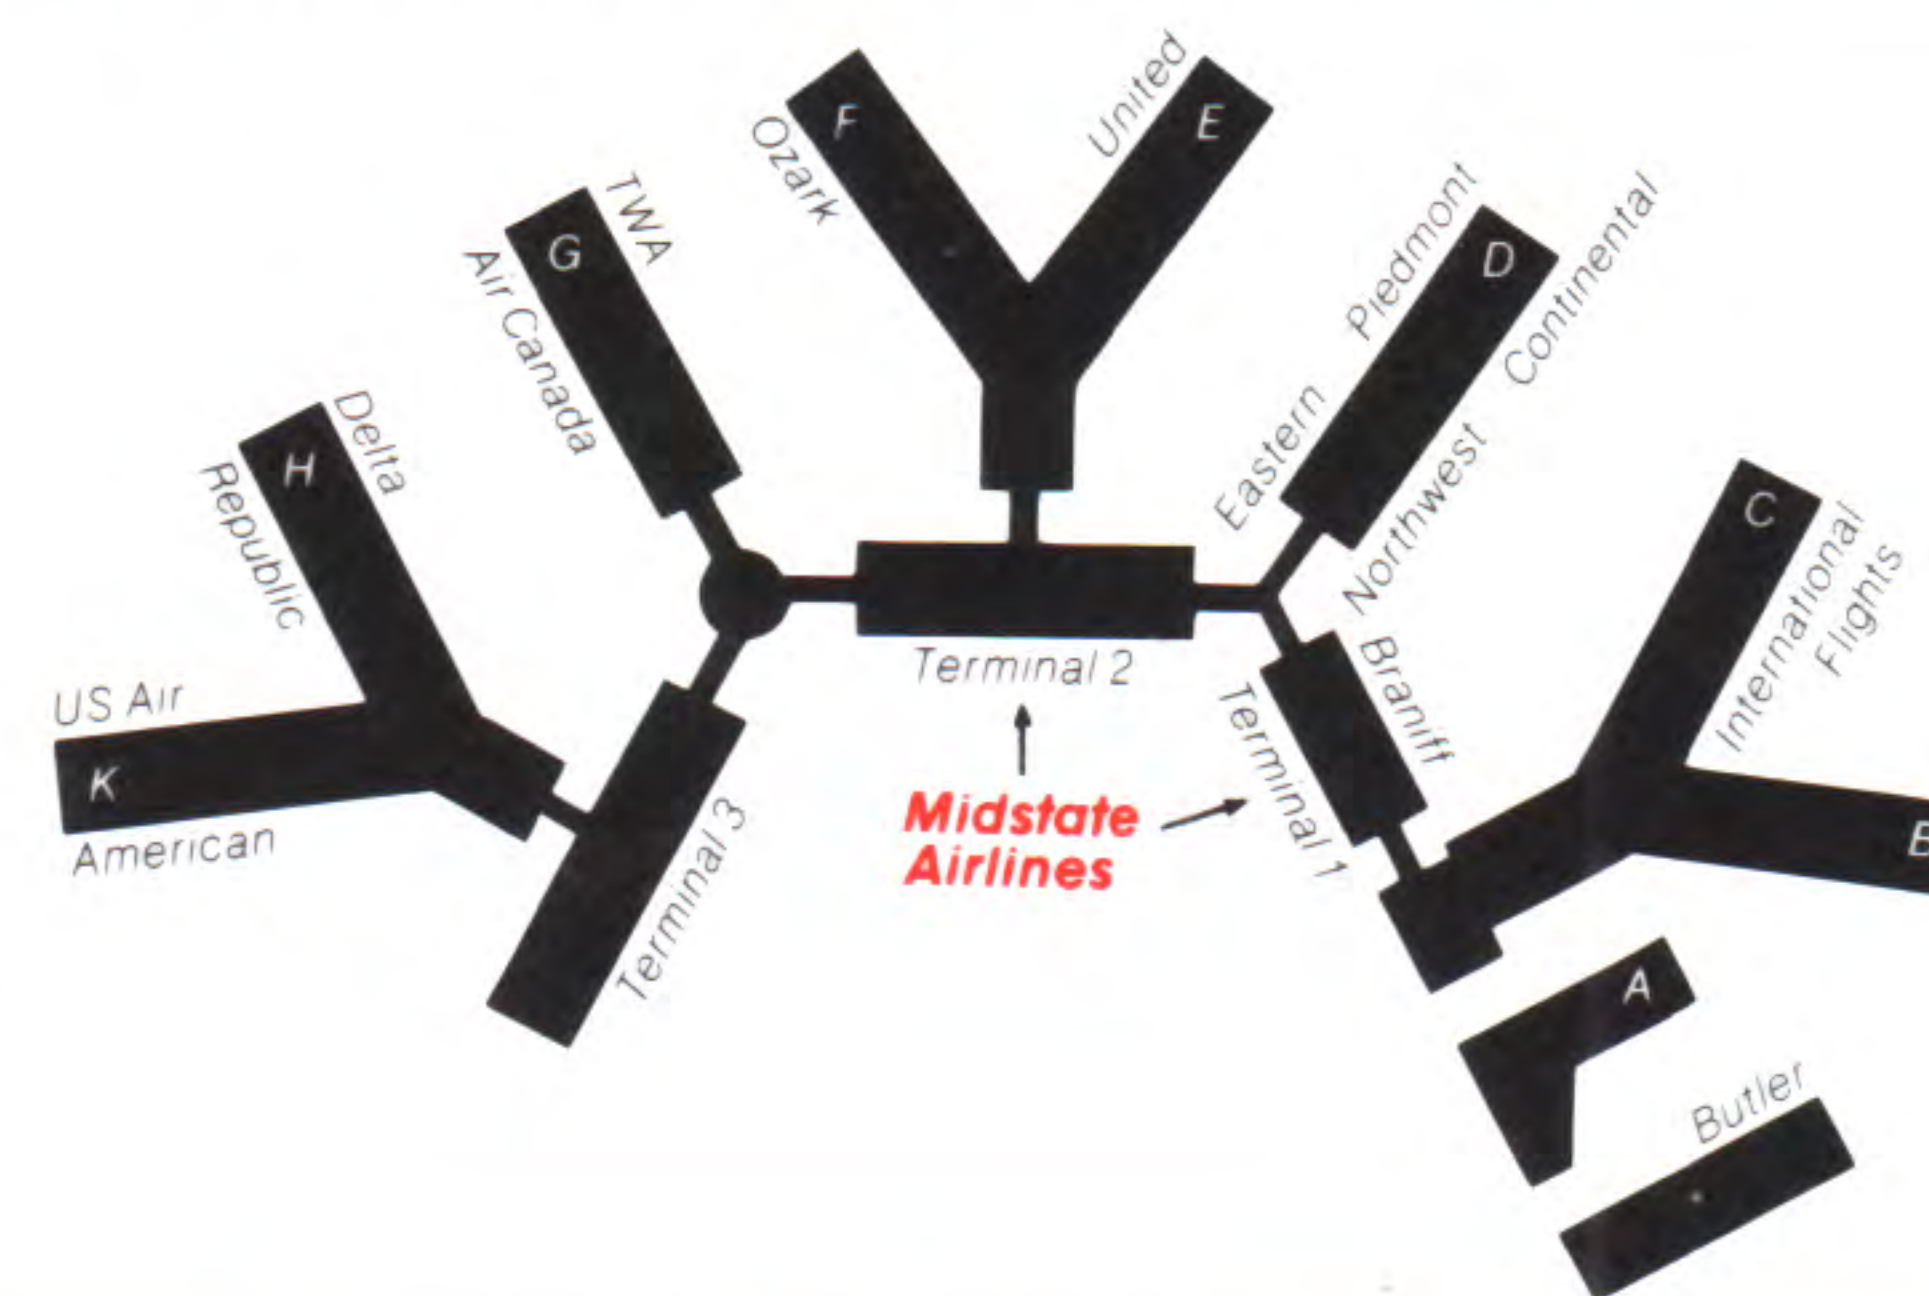 F
Ozark
United
E
TWA
G
Air Canada
Piedmont
D
Continental
Eastern
Northwest
Delta
H
Republic
C
International
Flights
US Air
K
American
Terminal 2
Braniff
Terminal 1
Midstate
Airlines
Terminal 3
B
A
Butler